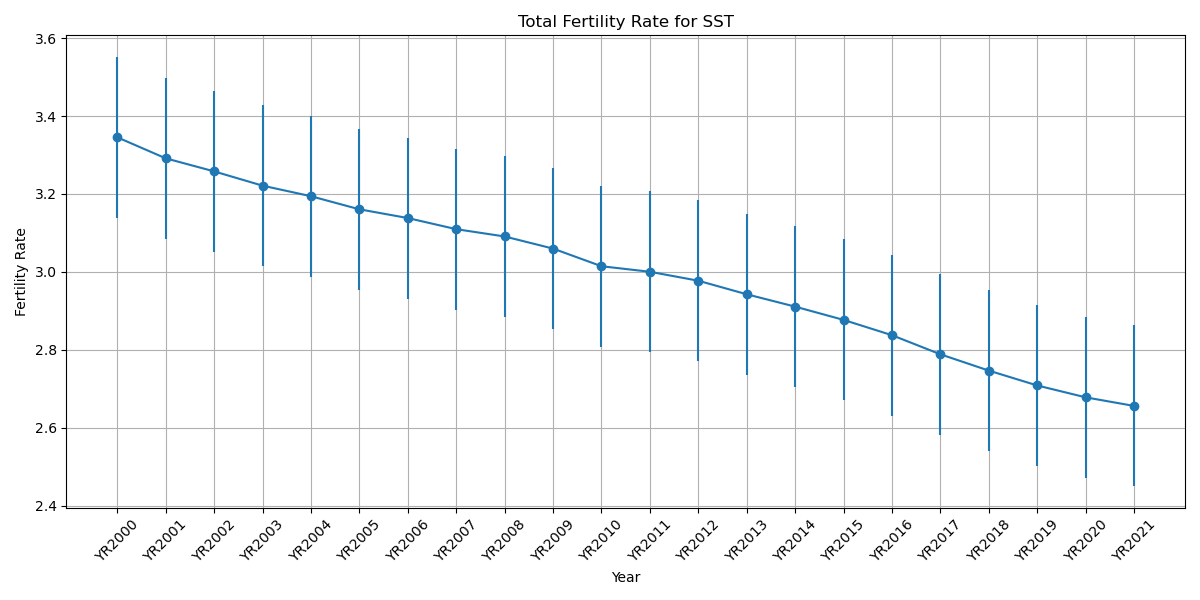 Total Fertility Rate for SST
3.6
3.4
3.2
3.0
2.8
2.6
2.4
Fertility Rate
YR2000
YR2001
YR2002
YR2003
YR2004
YR2005
YR2006
YR2007
YR2008
YR2009
YR2010
YR2011
YR2012
YR2013
YR2014
YR2015
YR2016
YR2017
YR2018
YR2019
YR2020
YR2021
Year